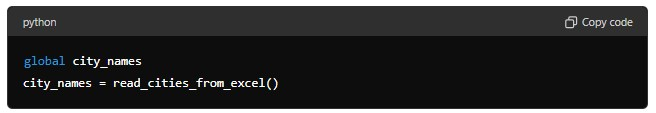 python
Copy code
global city_names
city_names = read_cities_from_excel()